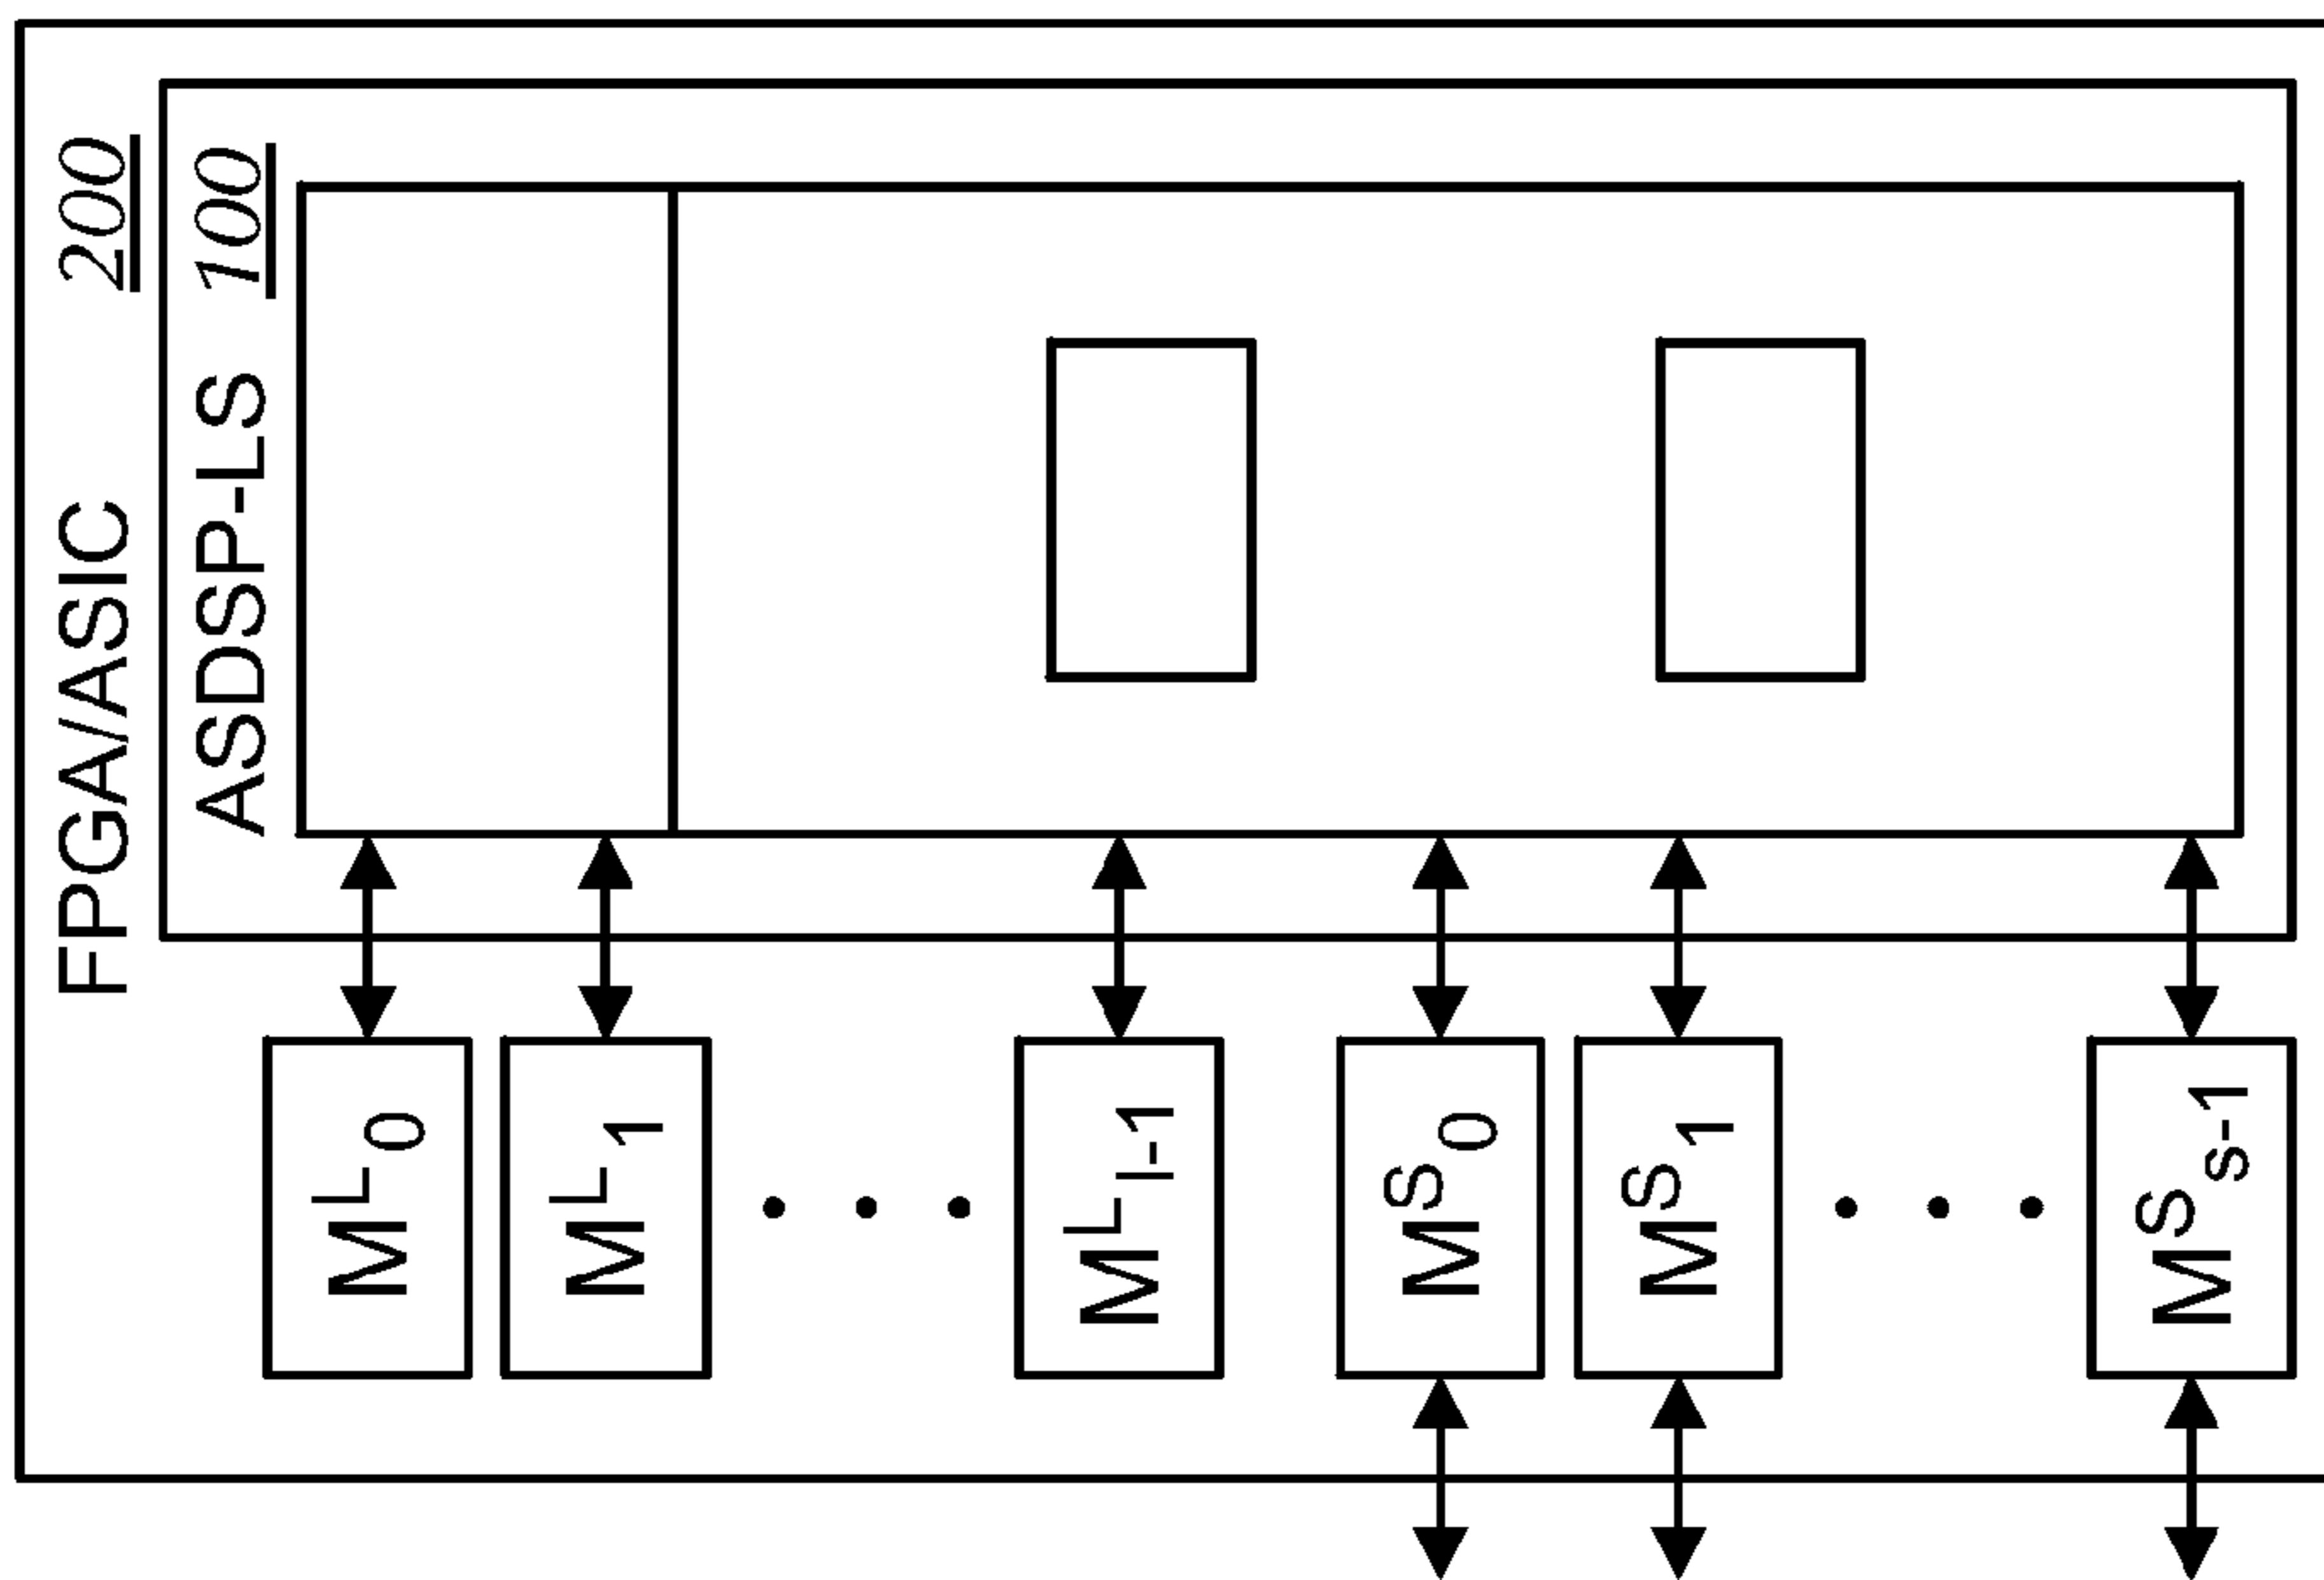 FPGA/ASIC 200
ASDSP-LS 100
M^L_0
M^L_1
M^L_l-1
M^S_0
M^S_1
M^S_s-1